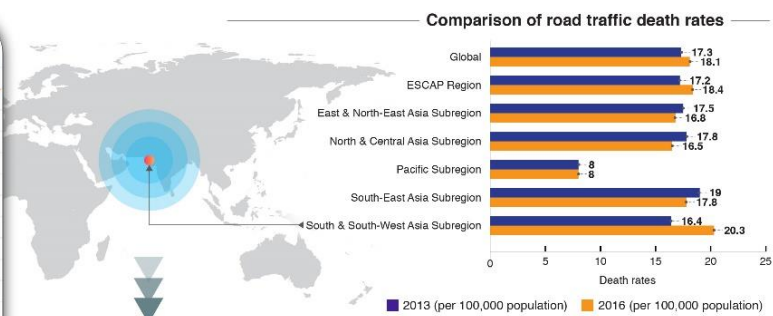 Comparison of road traffic death rates
Global
17.3
18.1
ESCAP Region
17.2
18.4
East & North-East Asia Subregion
17.5
16.8
North & Central Asia Subregion
17.8
16.5
Pacific Subregion
8
8
South-East Asia Subregion
19
17.8
South & South-West Asia Subregion
16.4
20.3
0 5 10 15 20 25
Death rates
2013 (per 100,000 population) 2016 (per 100,000 population)